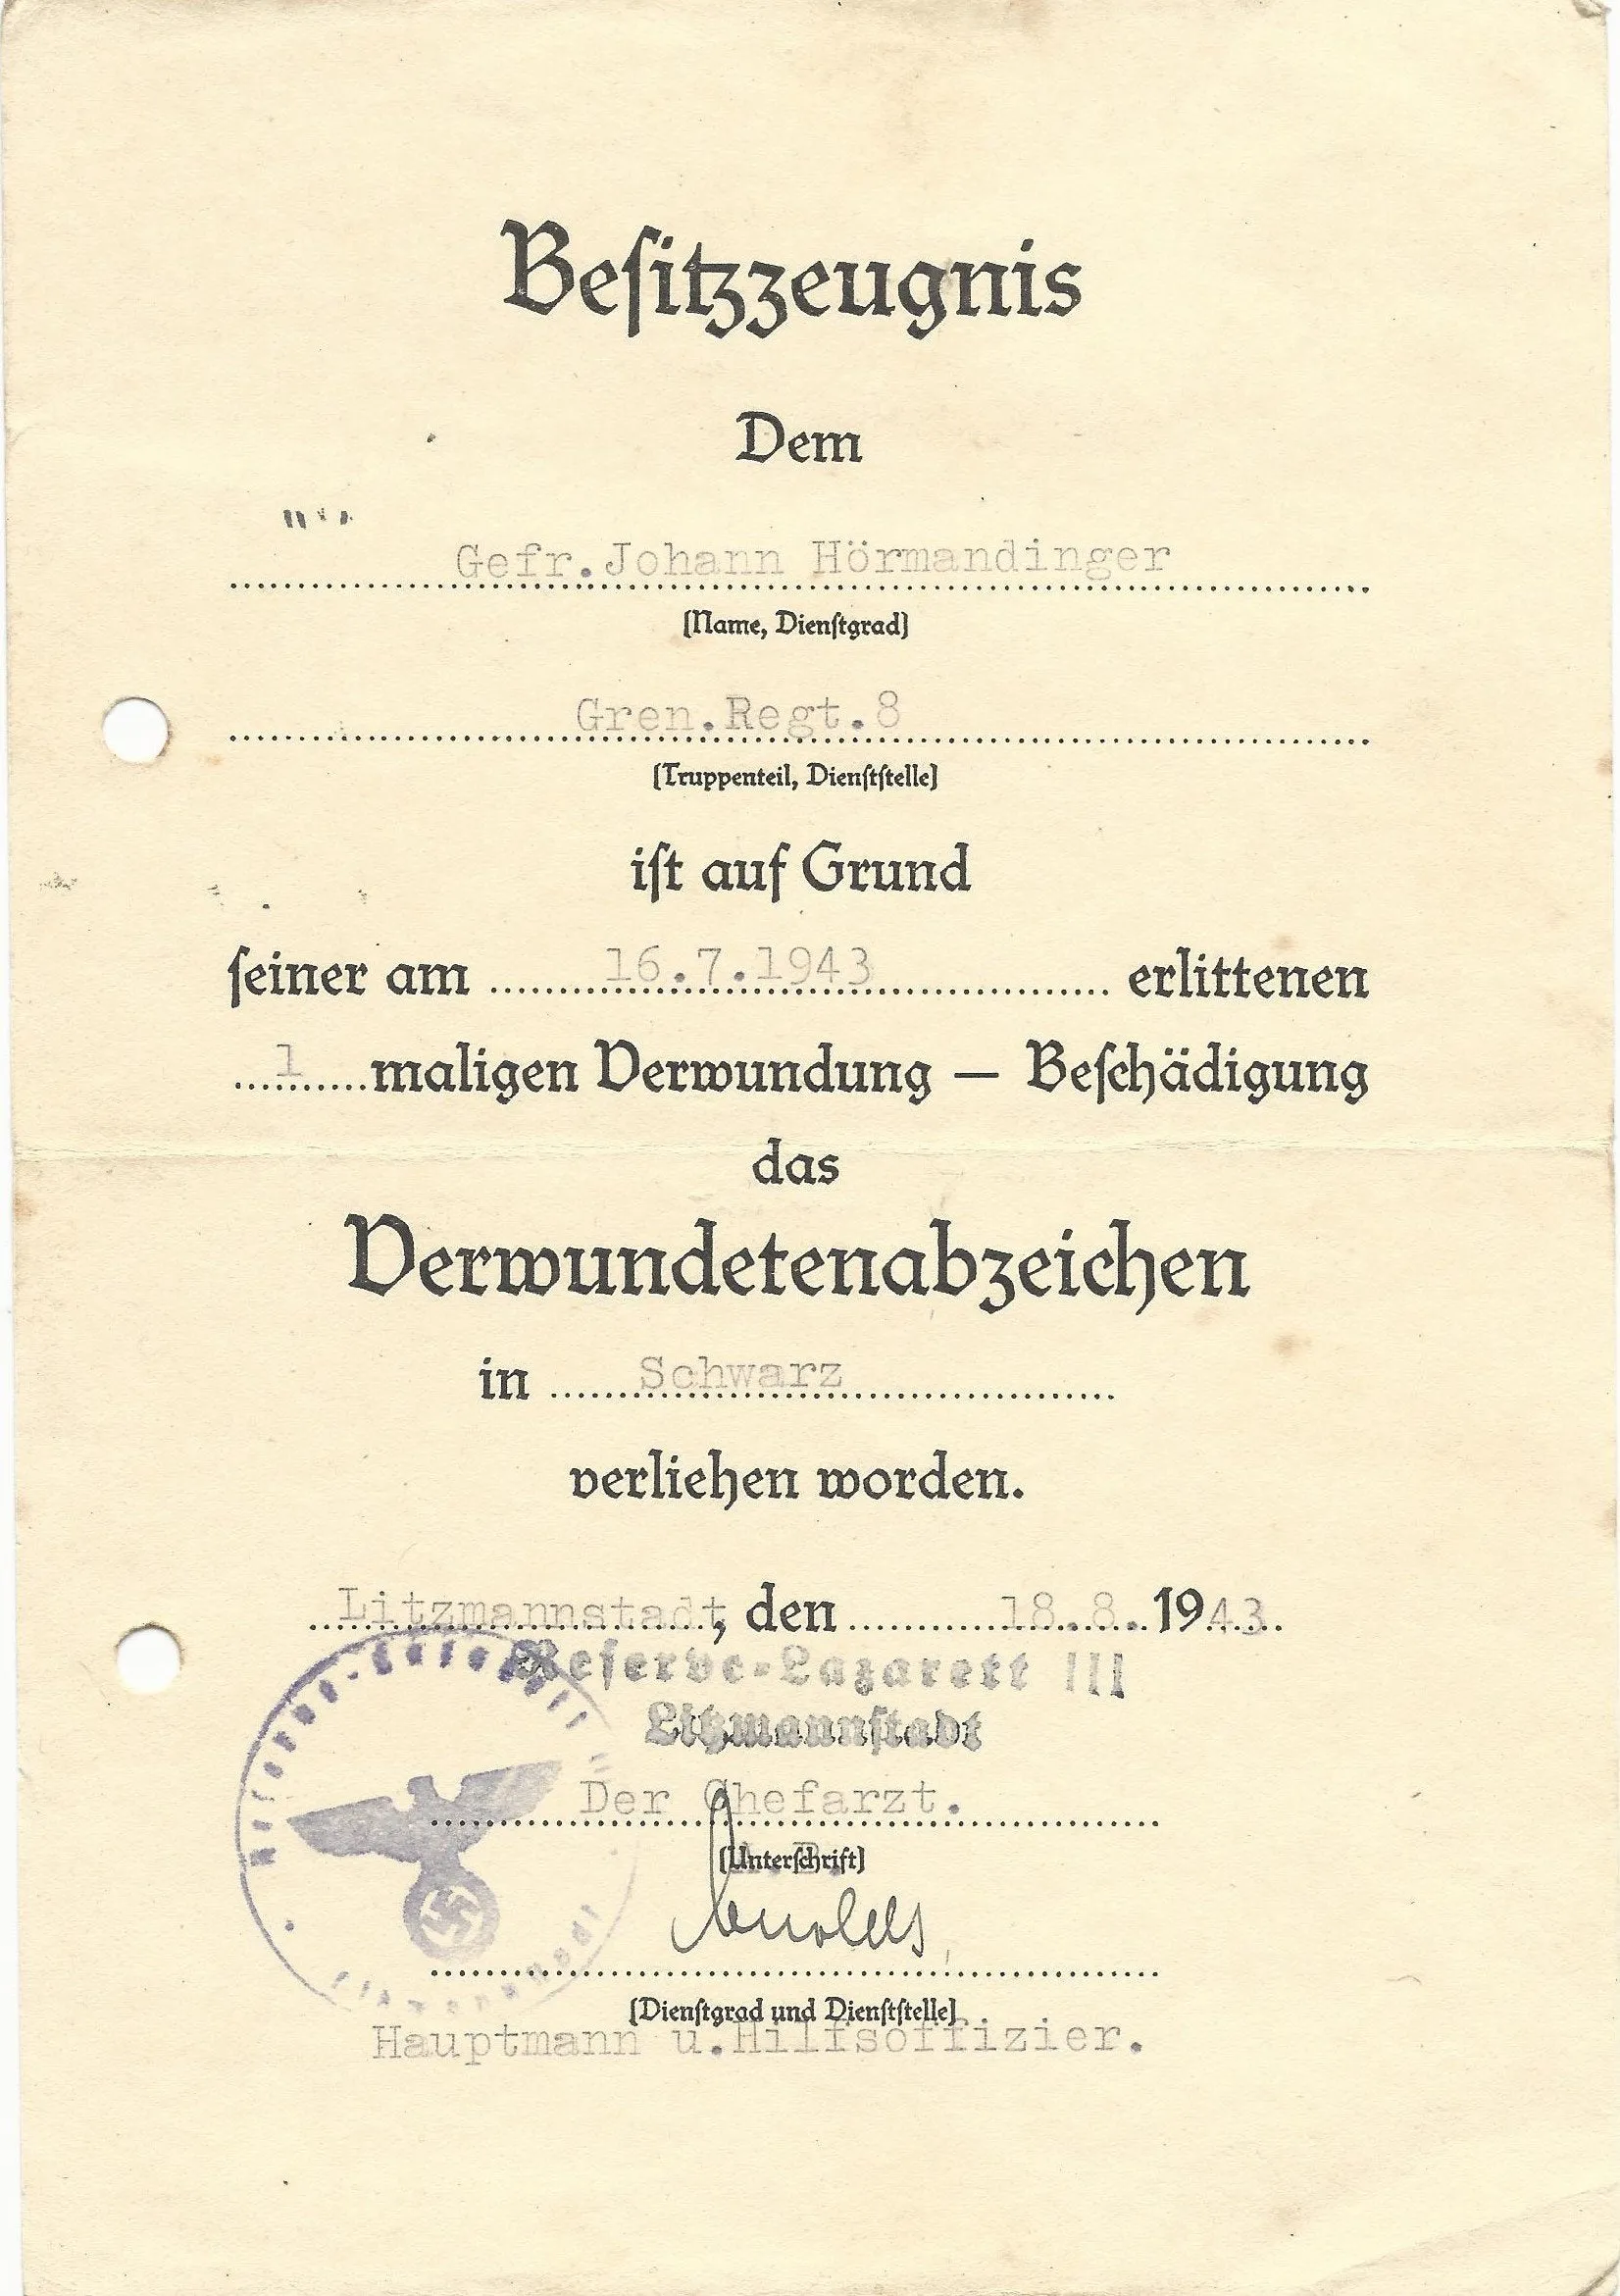 Besitzzeugnis
Dem
Gefr.Johann Hörmandinger
(Name, Dienstgrad)
Gren.Regt.8
(Truppenteil, Dienststelle)
ist auf Grund
seiner am 16.7.1943 erlittenen
1 maligen Verwundung — Beschädigung
das
Verwundetenabzeichen
in Schwarz
verliehen worden.
Litzmannstadt, den 18.8.1943
Reserve-Lazarett III
Litzmannstadt
Der Chefarzt.
(Unterschrift)
(Dienstgrad und Dienststelle)
Hauptmann u.Hilfsoffizier.